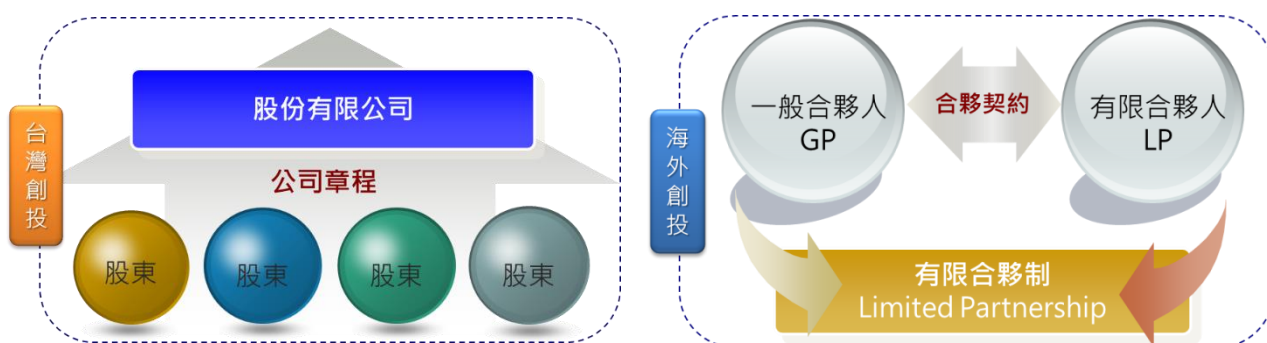 台灣創投
股份有限公司
公司章程
股東
股東
股東
股東
海外創投
一般合夥人
GP
合夥契約
有限合夥人
LP
有限合夥制
Limited Partnership